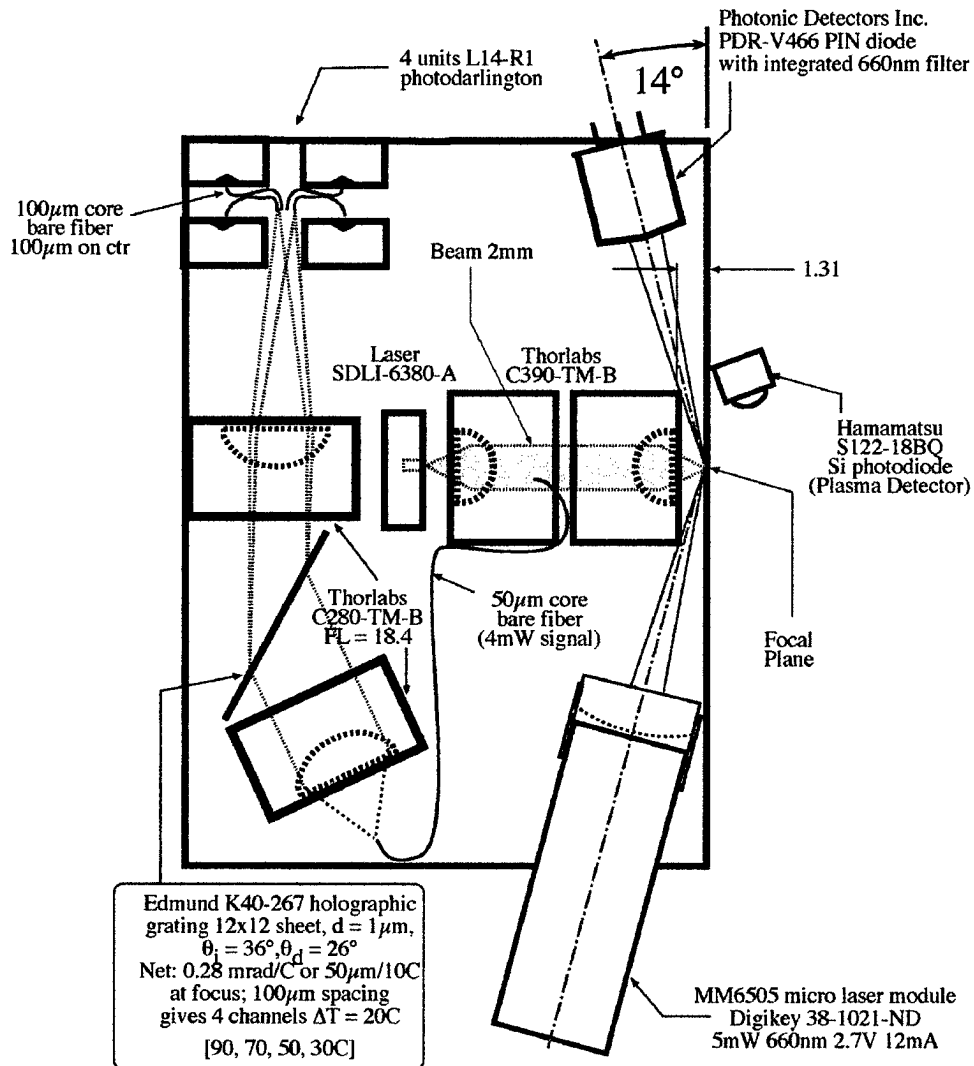 Photonic Detectors Inc.
PDR-V466 PIN diode
with integrated 660nm filter
4 units L14-R1
photodarlington
14°
100μm core
bare fiber
100μm on ctr
Beam 2mm
1.31
Laser
SDLI-6380-A
Thorlabs
C390-TM-B
Hamamatsu
S122-18BQ
Si photodiode
(Plasma Detector)
Thorlabs
C280-TM-B
FL = 18.4
50μm core
bare fiber
(4mW signal)
Focal
Plane
Edmund K40-267 holographic
grating 12x12 sheet, d = 1μm,
θi = 36°,θd = 26°
Net: 0.28 mrad/C or 50μm/10C
at focus; 100μm spacing
gives 4 channels ΔT = 20C
[90, 70, 50, 30C]
MM6505 micro laser module
Digikey 38-1021-ND
5mW 660nm 2.7V 12mA